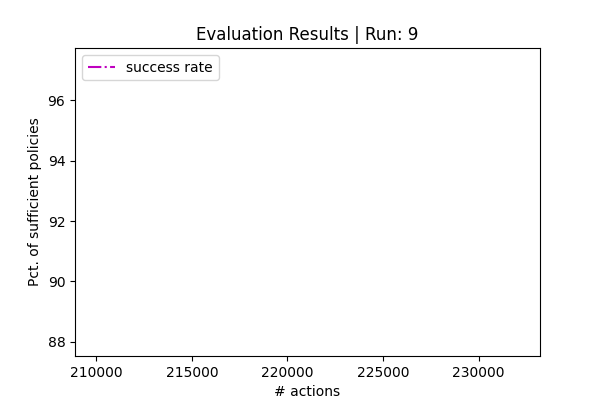 Evaluation Results | Run: 9
success rate
Pct. of sufficient policies
96
94
92
90
88
210000 215000 220000 225000 230000
# actions